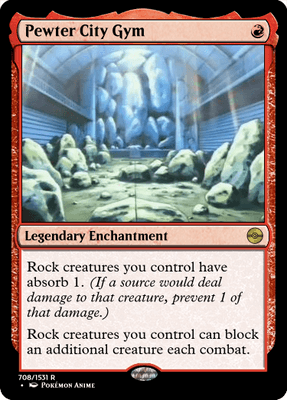 Pewter City Gym
Legendary Enchantment
Rock creatures you control have
absorb 1. (If a source would deal
damage to that creature, prevent 1 of
that damage.)
Rock creatures you control can block
an additional creature each combat.
708/1531 R
• Pokémon Anime